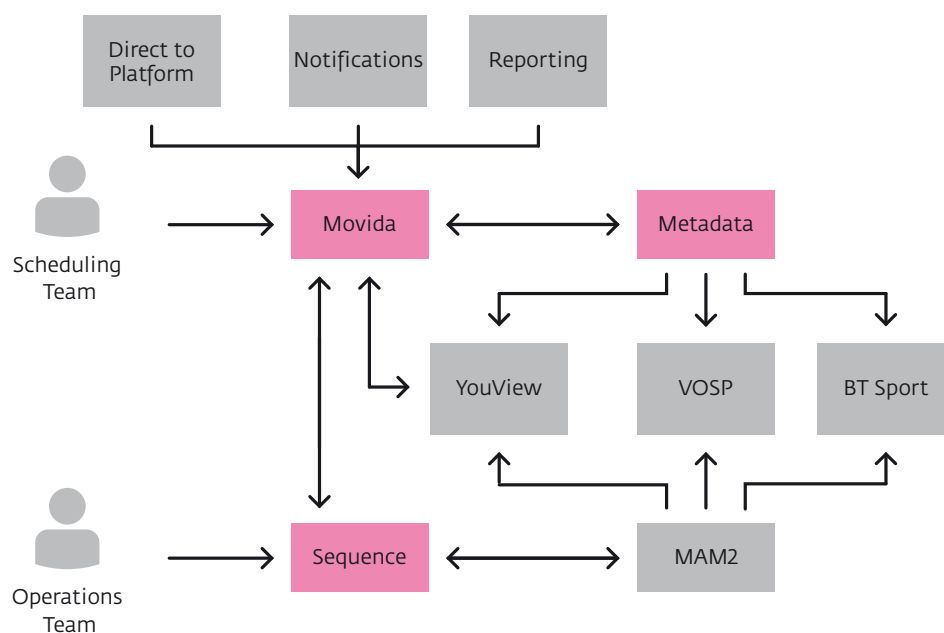 Direct to
Platform
Notifications
Reporting
Scheduling
Team
Movida
Metadata
YouView
VOSP
BT Sport
Operations
Team
Sequence
MAM2